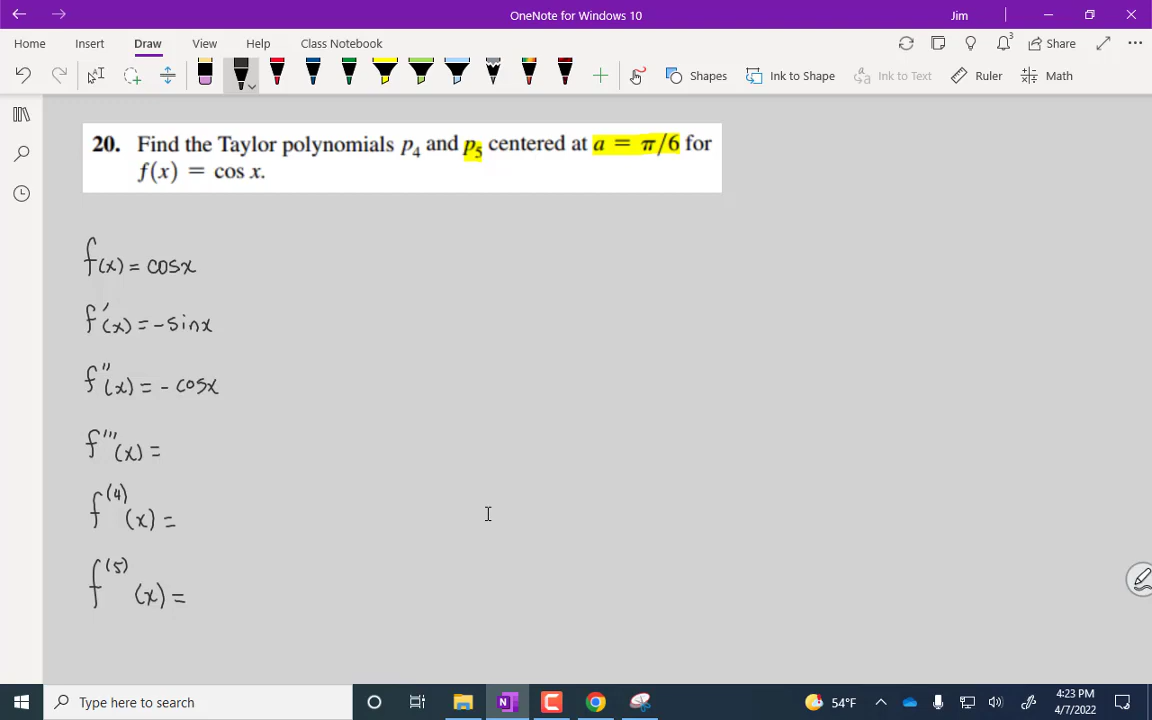 OneNote for Windows 10
Jim
Home Insert Draw View Help Class Notebook Share
Shapes Ink to Shape Ink to Text Ruler Math
20. Find the Taylor polynomials p₄ and p₅ centered at a = π/6 for
f(x) = cos x.
f(x) = cosx
f'(x) = -sinx
f''(x) = - cosx
f'''(x) =
f⁽⁴⁾(x) =
f⁽⁵⁾(x) =
Type here to search
54°F
4:23 PM
4/7/2022